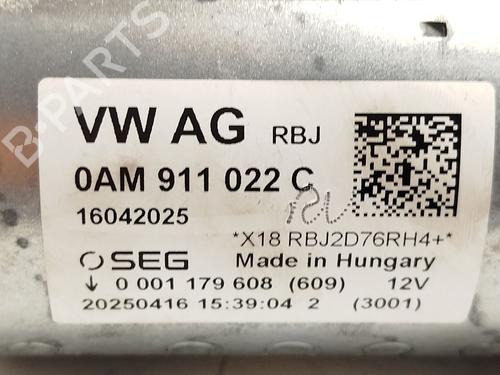 VW AG RBJ
0AM 911 022 C
16042025
*X18 RBJ2D76RH4+*
SEG Made in Hungary
↓ 0 001 179 608 (609) 12V
20250416 15:39:04 2 (3001)